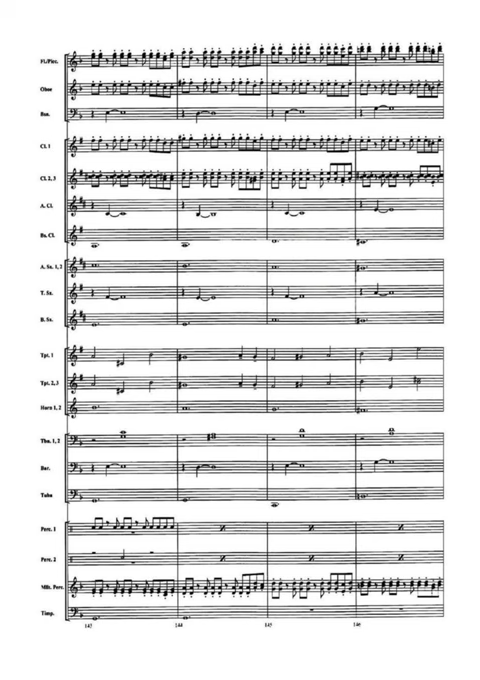 Fl./Picc.
Oboe
Bsn.
Cl. 1
Cl. 2, 3
A. Cl.
Bs. Cl.
A. Sx. 1, 2
T. Sx.
B. Sx.
Tpt. 1
Tpt. 2, 3
Horn 1, 2
Tbn. 1, 2
Bar.
Tuba
Perc. 1
Perc. 2
Mlt. Perc.
Timp.
143 144 145 146